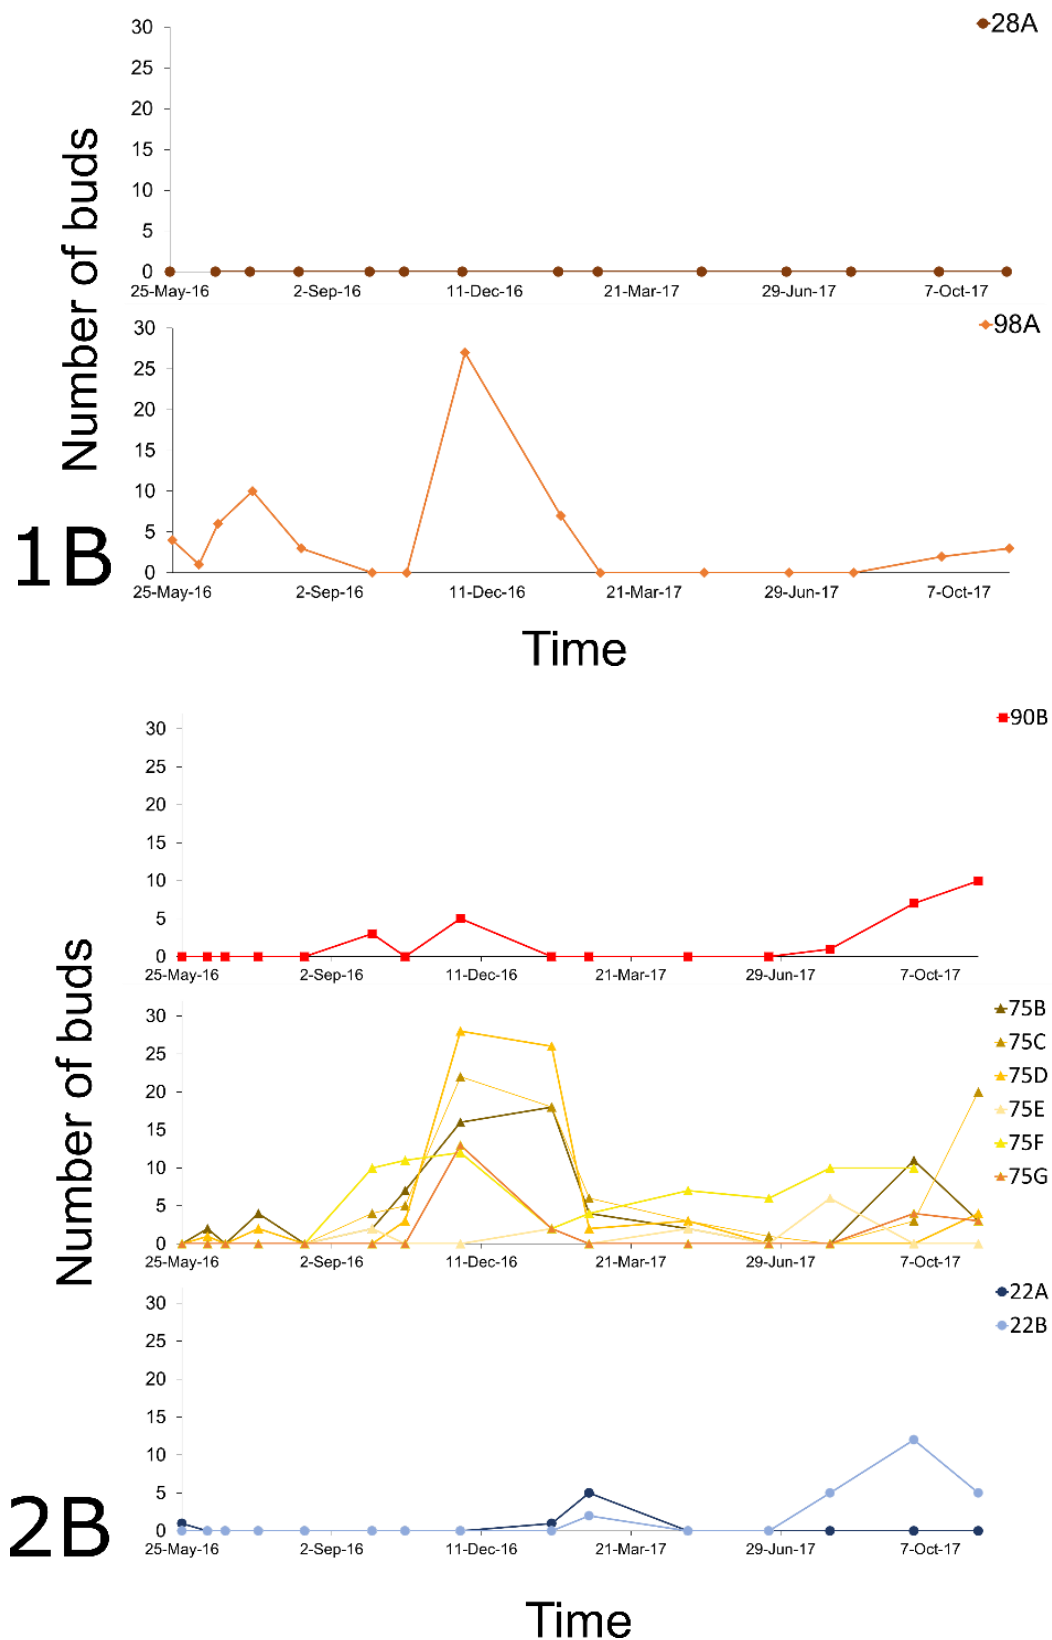 28A
Number of buds
30
25
20
15
10
5
0
25-May-16 2-Sep-16 11-Dec-16 21-Mar-17 29-Jun-17 7-Oct-17
98A
30
25
20
15
10
5
0
25-May-16 2-Sep-16 11-Dec-16 21-Mar-17 29-Jun-17 7-Oct-17
1B
Time
90B
Number of buds
30
25
20
15
10
5
0
25-May-16 2-Sep-16 11-Dec-16 21-Mar-17 29-Jun-17 7-Oct-17
75B
75C
75D
75E
75F
75G
30
25
20
15
10
5
0
25-May-16 2-Sep-16 11-Dec-16 21-Mar-17 29-Jun-17 7-Oct-17
22A
22B
30
25
20
15
10
5
0
25-May-16 2-Sep-16 11-Dec-16 21-Mar-17 29-Jun-17 7-Oct-17
2B
Time